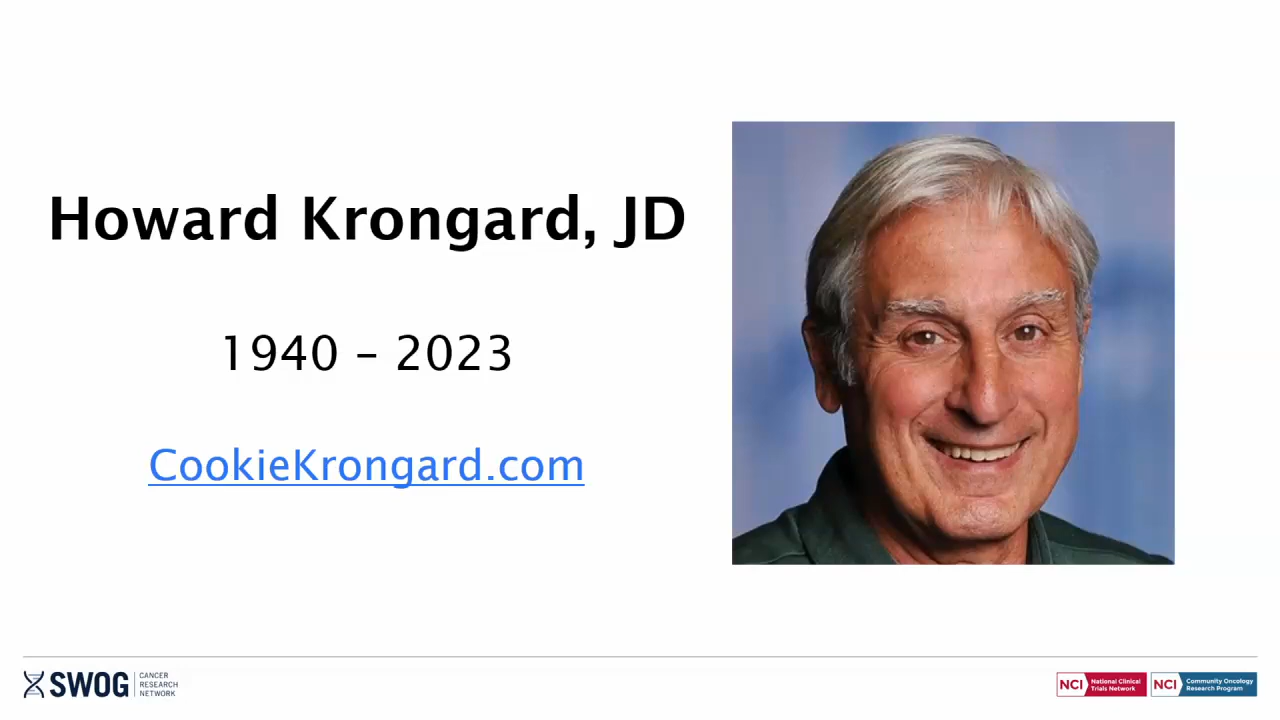 Howard Krongard, JD
1940 – 2023
CookieKrongard.com
SWOG
CANCER
RESEARCH
NETWORK
NCI
National Clinical
Trials Network
NCI
Community Oncology
Research Program